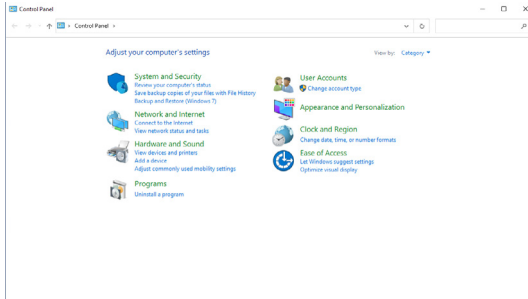 Control Panel
Control Panel
Adjust your computer's settings
View by: Category
System and Security
Review your computer's status
Save backup copies of your files with File History
Backup and Restore (Windows 7)
Network and Internet
Connect to the Internet
View network status and tasks
Hardware and Sound
View devices and printers
Add a device
Adjust commonly used mobility settings
Programs
Uninstall a program
User Accounts
Change account type
Appearance and Personalization
Clock and Region
Change date, time, or number formats
Ease of Access
Let Windows suggest settings
Optimize visual display